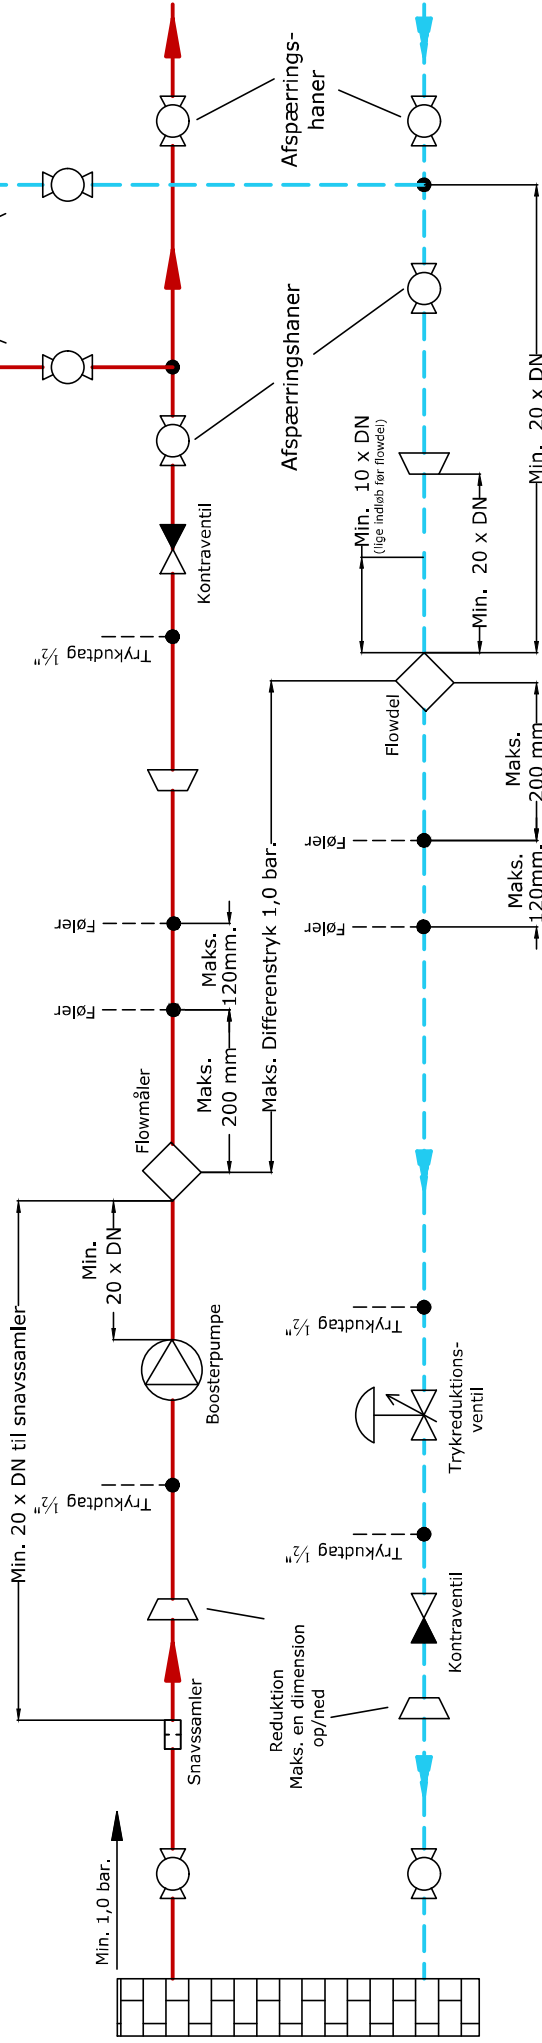 Min. 1,0 bar.
Snavssamler
Min. 20 x DN til snavssamler
Trykudtag 1/2"
Boosterpumpe
Min.
20 x DN
Flowmåler
Maks.
200 mm
Føler
Maks.
120mm.
Føler
Trykudtag 1/2"
Kontraventil
Afspærringshaner
Afspærrings-
haner
Maks. Differenstryk 1,0 bar.
Reduktion
Maks. en dimension
op/ned
Kontraventil
Trykudtag 1/2"
Trykreduktions-
ventil
Trykudtag 1/2"
Føler
Føler
Maks.
120mm.
Maks.
200 mm
Flowdel
Min. 10 x DN
(lige indløb før flowdel)
Min. 20 x DN
Min. 20 x DN